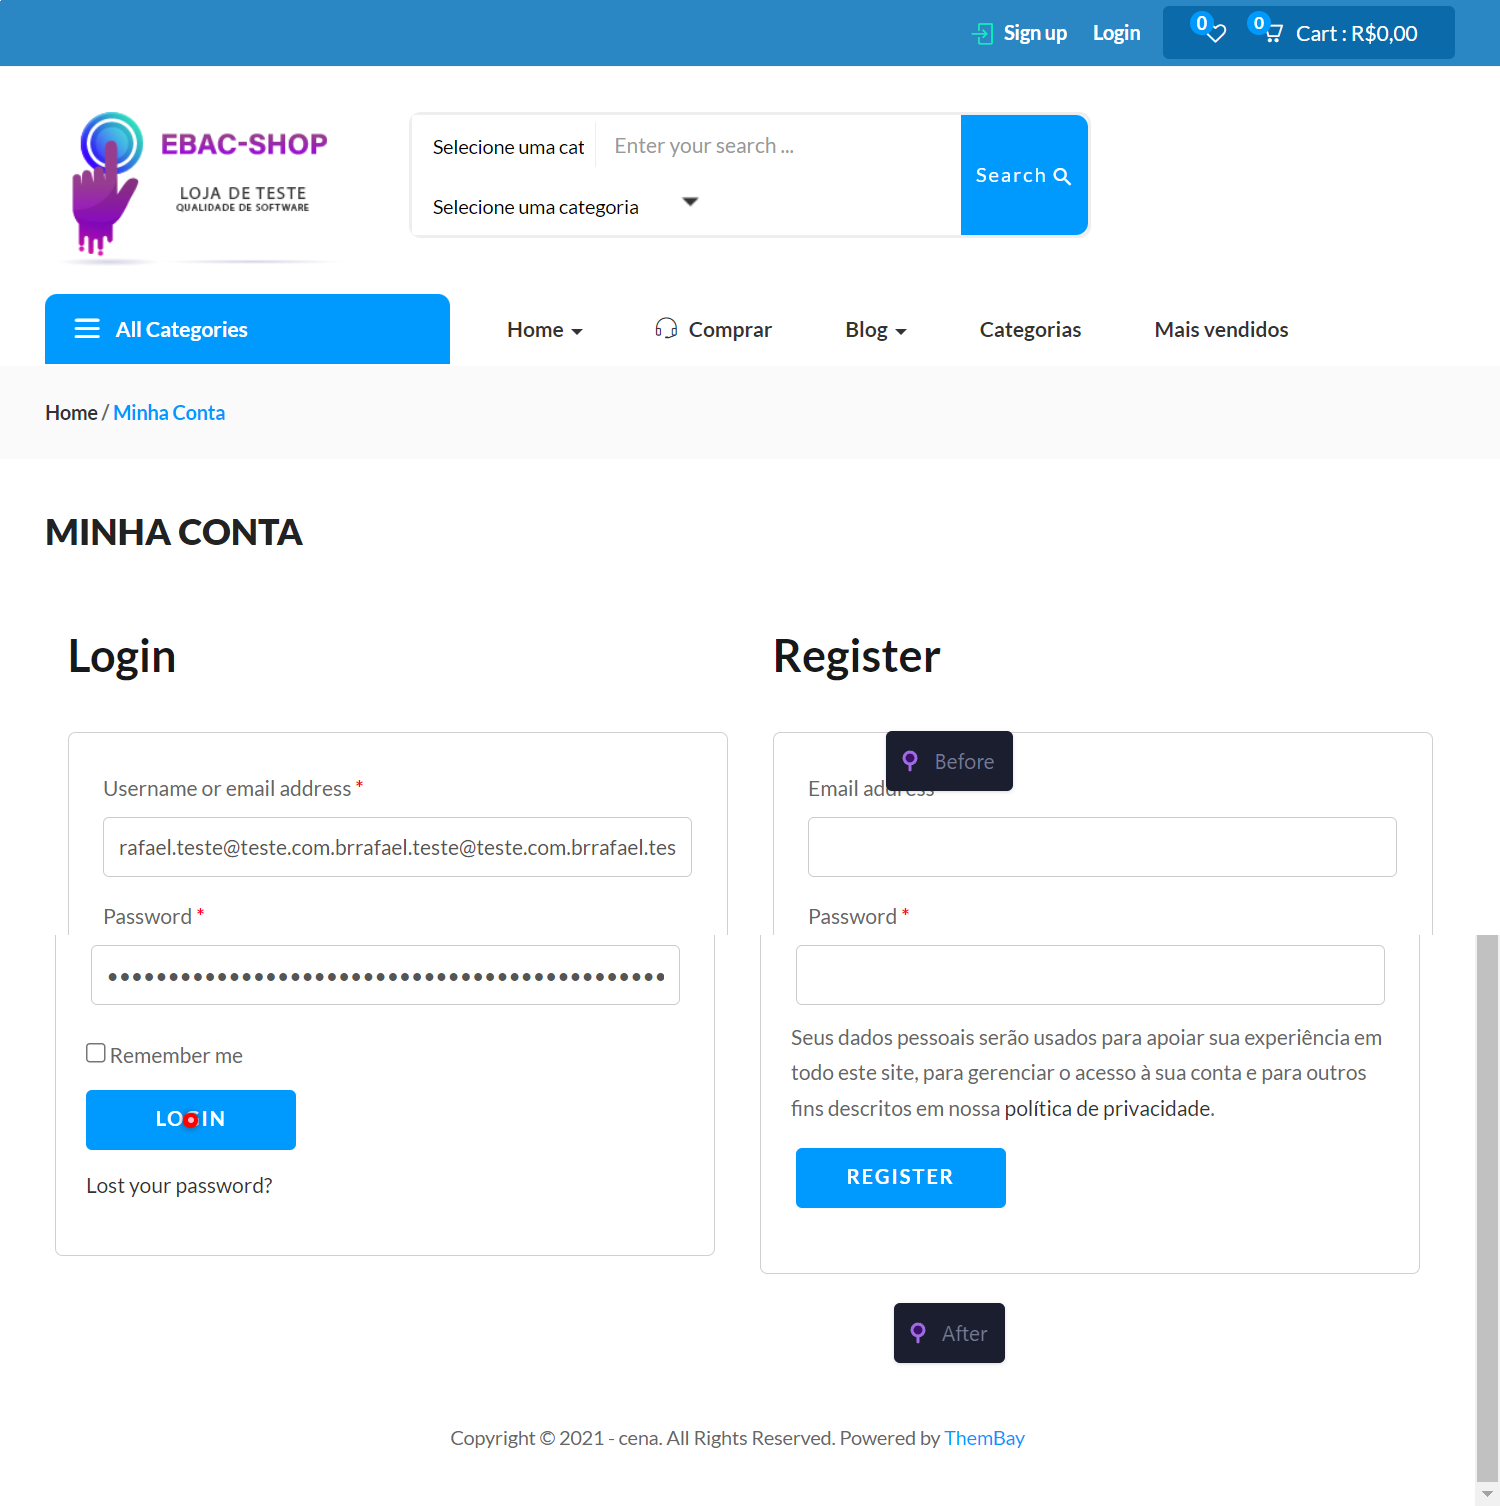 Sign up Login 0 0 Cart : R$0,00
EBAC-SHOP
LOJA DE TESTE
QUALIDADE DE SOFTWARE
Selecione uma cat Enter your search ...
Selecione uma categoria
Search
All Categories Home Comprar Blog Categorias Mais vendidos
Home / Minha Conta
MINHA CONTA
Login
Username or email address *
rafael.teste@teste.com.brrafael.teste@teste.com.brrafael.tes
Password *
Remember me
LOGIN
Lost your password?
Register
Before
Email address
Password *
Seus dados pessoais serão usados para apoiar sua experiência em
todo este site, para gerenciar o acesso à sua conta e para outros
fins descritos em nossa política de privacidade.
REGISTER
After
Copyright © 2021 - cena. All Rights Reserved. Powered by ThemBay